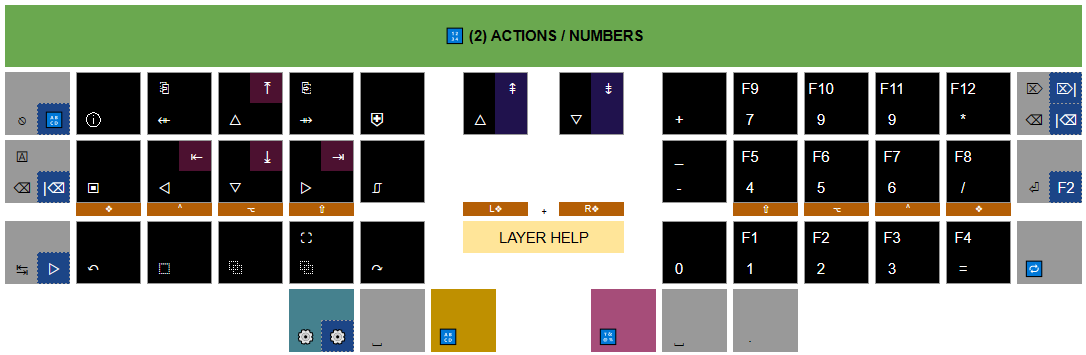 (2) ACTIONS / NUMBERS
F9 F10 F11 F12
+ 7 9 9 *
A
_ F5 F6 F7 F8
- 4 5 6 / F2
L❖ + R❖
LAYER HELP
F1 F2 F3 F4
0 1 2 3 =
.